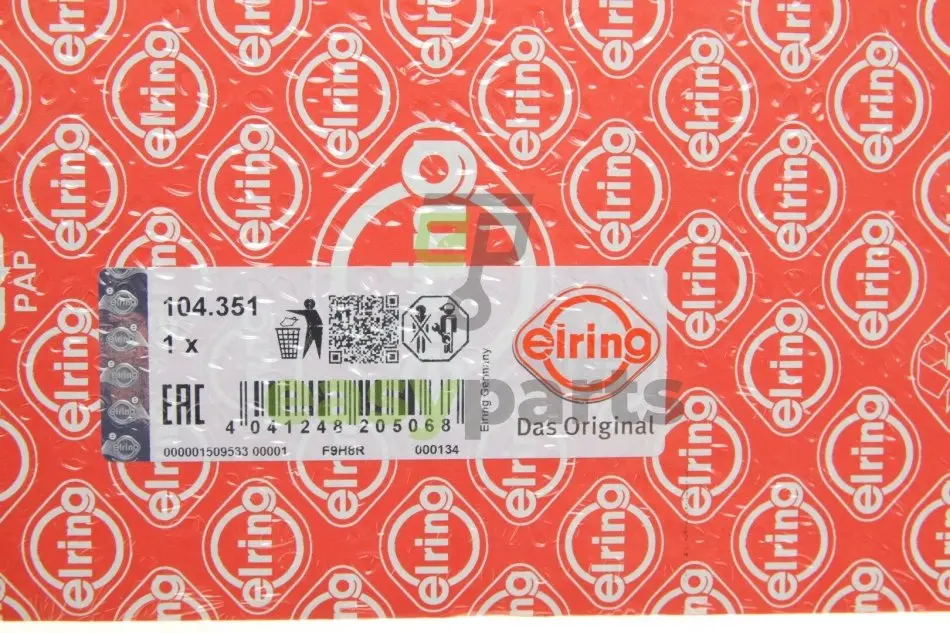 PAP
104.351
1 x
EAC
4 041248 205068
000001509533 00001 F9H8R 000134
Elring Germany
elring
Das Original
easyparts